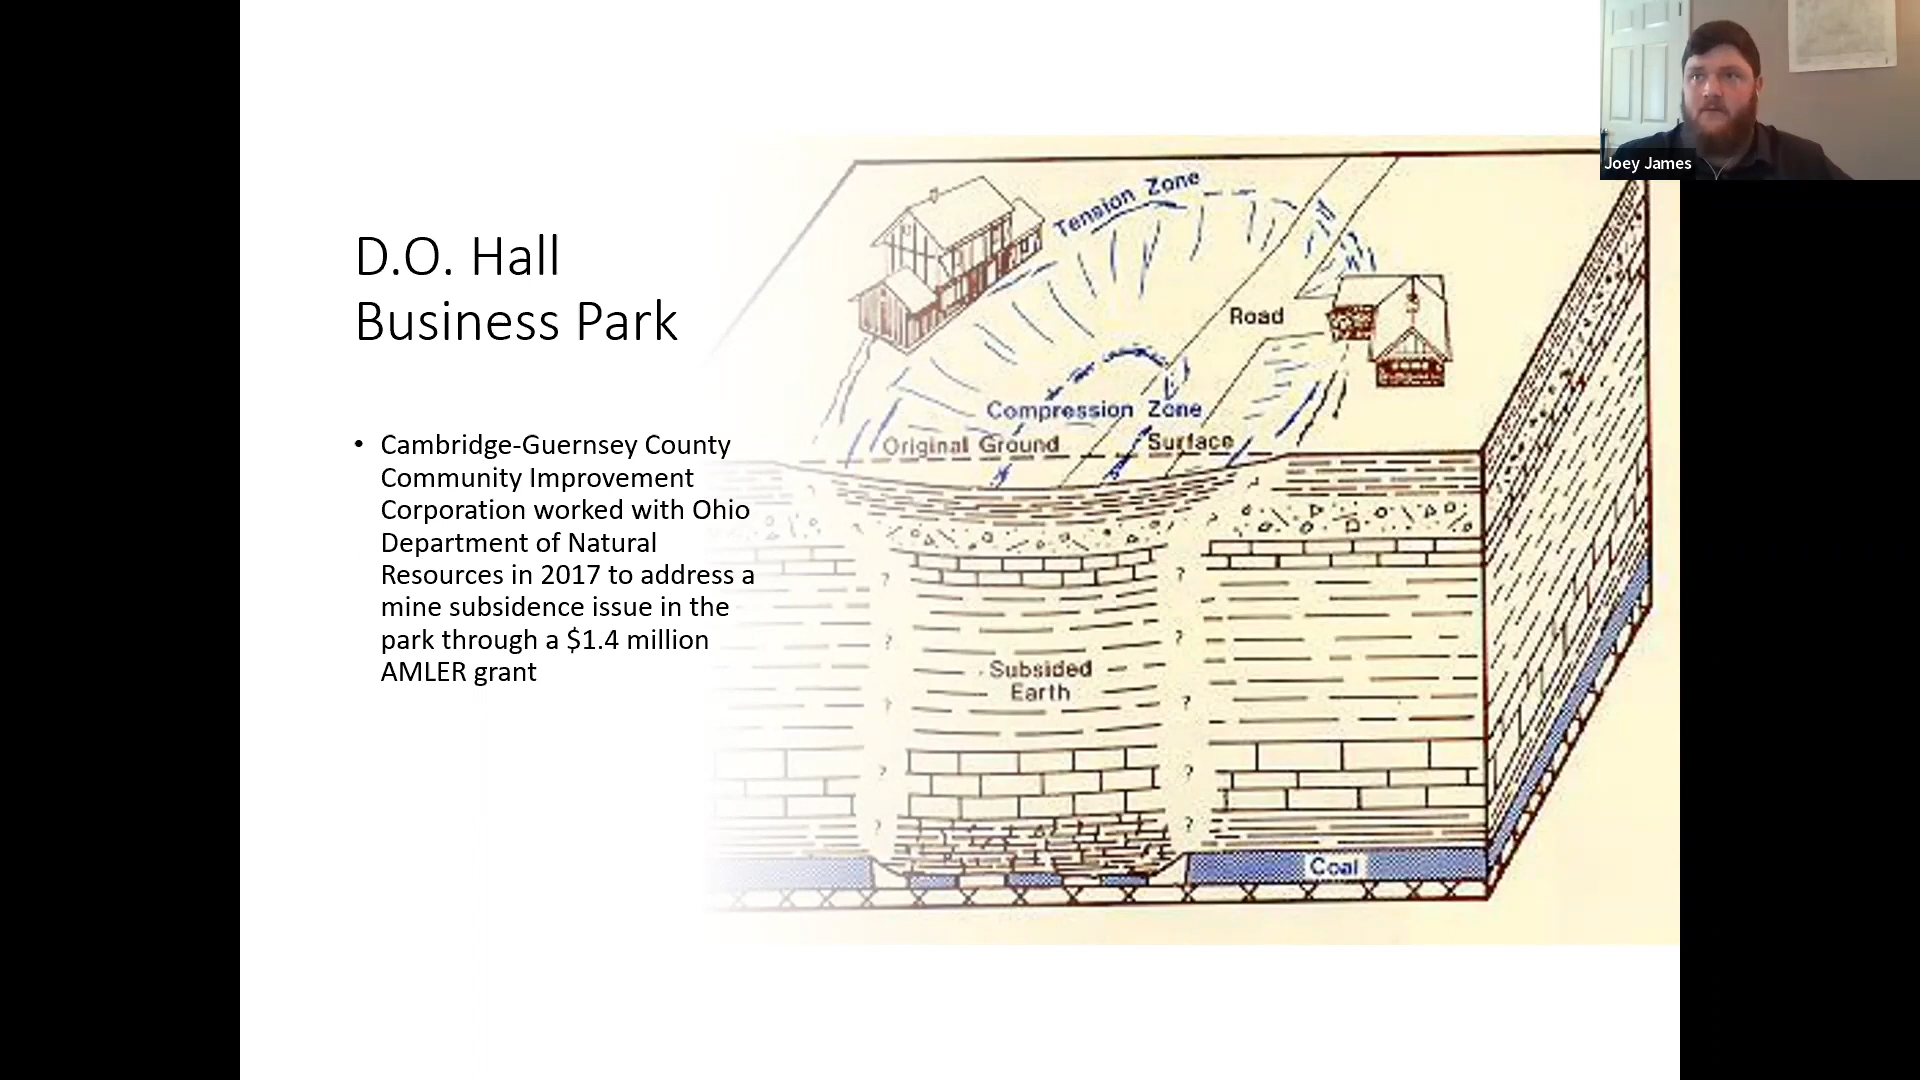 Joey James
D.O. Hall
Business Park
• Cambridge-Guernsey County
Community Improvement
Corporation worked with Ohio
Department of Natural
Resources in 2017 to address a
mine subsidence issue in the
park through a $1.4 million
AMLER grant
Tension Zone
Road
Compression Zone
Original Ground Surface
? ?
? ?
? ?
? ?
? ?
Subsided
Earth
Coal